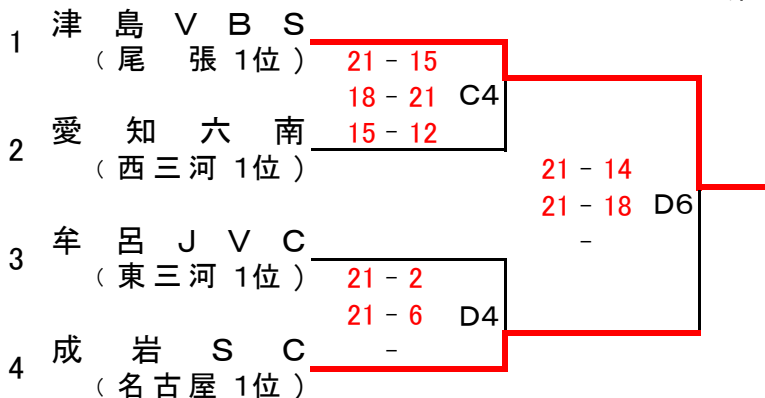 1 津島VBS
(尾張 1位)
21 - 15
18 - 21 C4
15 - 12
2 愛知六南
(西三河 1位)
21 - 14
21 - 18 D6
-
3 牟呂JVC
(東三河 1位)
21 - 2
21 - 6 D4
-
4 成岩SC
(名古屋 1位)